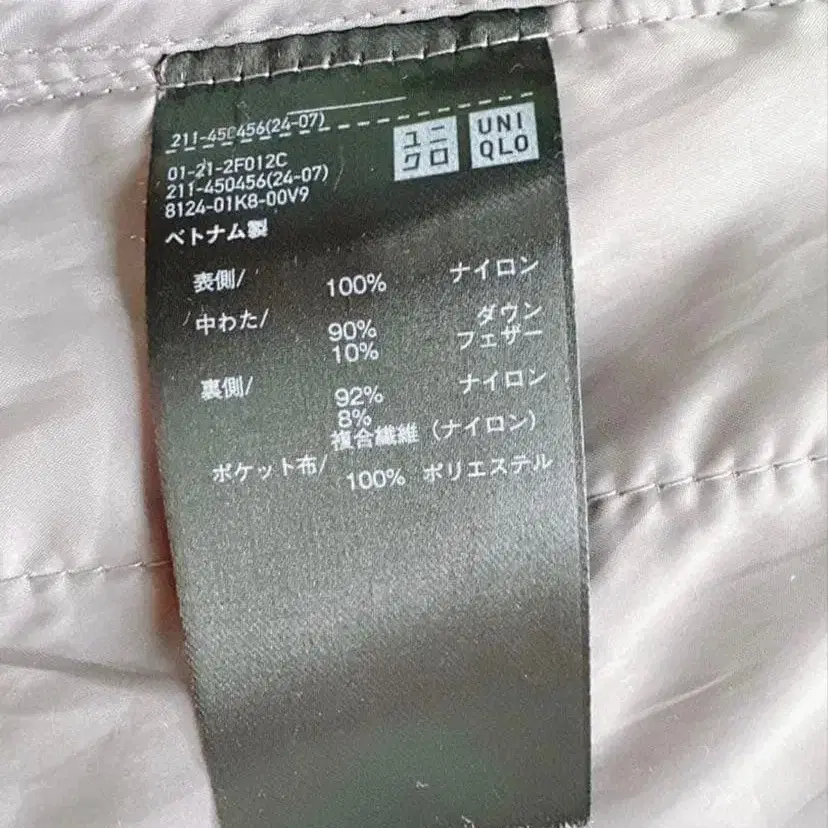 211-450456(24-07)
ユニ
クロ
UNI
QLO
01-21-2F012C
211-450456(24-07)
8124-01K8-00V9
ベトナム製
表側/ 100% ナイロン
中わた/ 90% ダウン
10% フェザー
裏側/ 92% ナイロン
8%
複合繊維(ナイロン)
ポケット布/ 100% ポリエステル